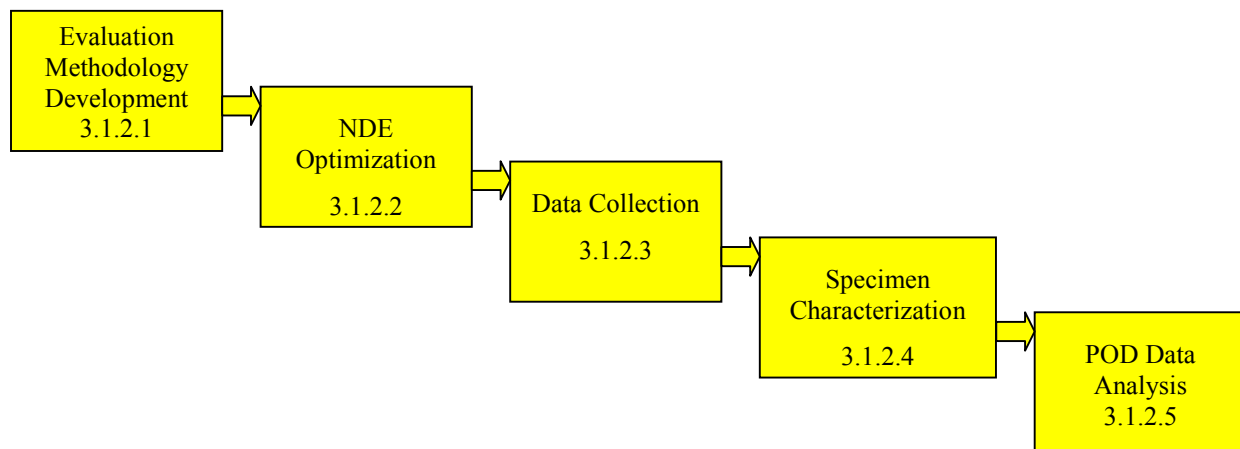 Evaluation
Methodology
Development
3.1.2.1
NDE
Optimization
3.1.2.2
Data Collection
3.1.2.3
Specimen
Characterization
3.1.2.4
POD Data
Analysis
3.1.2.5